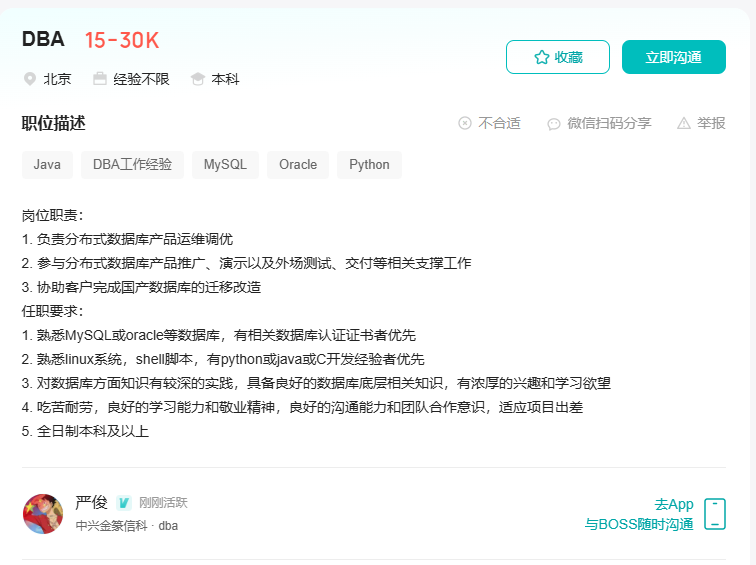 DBA 15-30K
收藏 立即沟通
北京 经验不限 本科
职位描述 不合适 微信扫码分享 举报
Java DBA工作经验 MySQL Oracle Python
岗位职责：
1. 负责分布式数据库产品运维调优
2. 参与分布式数据库产品推广、演示以及外场测试、交付等相关支撑工作
3. 协助客户完成国产数据库的迁移改造
任职要求：
1. 熟悉MySQL或oracle等数据库，有相关数据库认证证书者优先
2. 熟悉linux系统，shell脚本，有python或java或C开发经验者优先
3. 对数据库方面知识有较深的实践，具备良好的数据库底层相关知识，有浓厚的兴趣和学习欲望
4. 吃苦耐劳，良好的学习能力和敬业精神，良好的沟通能力和团队合作意识，适应项目出差
5. 全日制本科及以上
严俊 刚刚活跃
中兴金篆信科 · dba
去App
与BOSS随时沟通